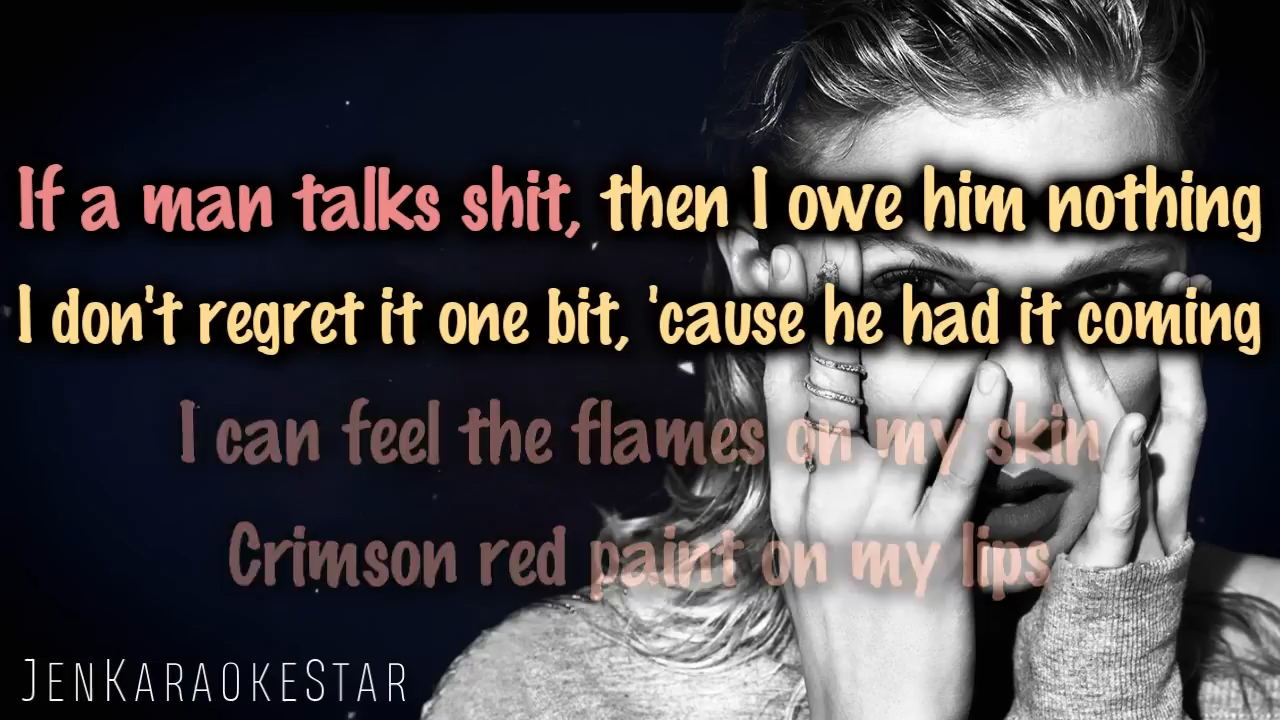 If a man talks shit, then I owe him nothing
I don't regret it one bit, 'cause he had it coming
I can feel the flames on my skin
Crimson red paint on my lips
JENKARAOKESTAR